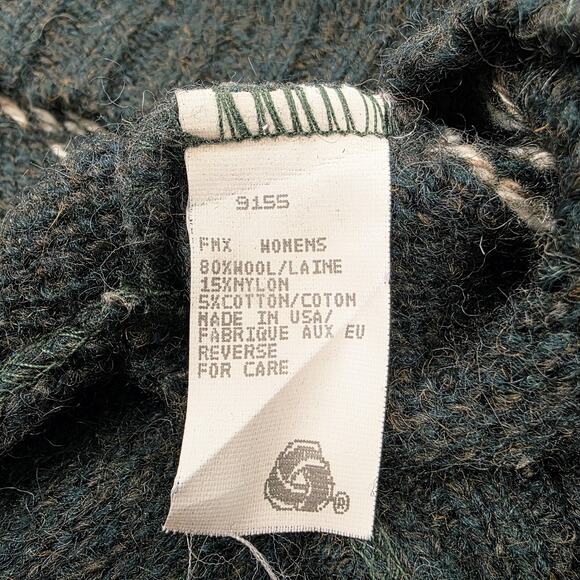 9155
FMX WOMENS
80%WOOL/LAINE
15%NYLON
5%COTTON/COTON
MADE IN USA/
FABRIQUE AUX EU
REVERSE
FOR CARE
®